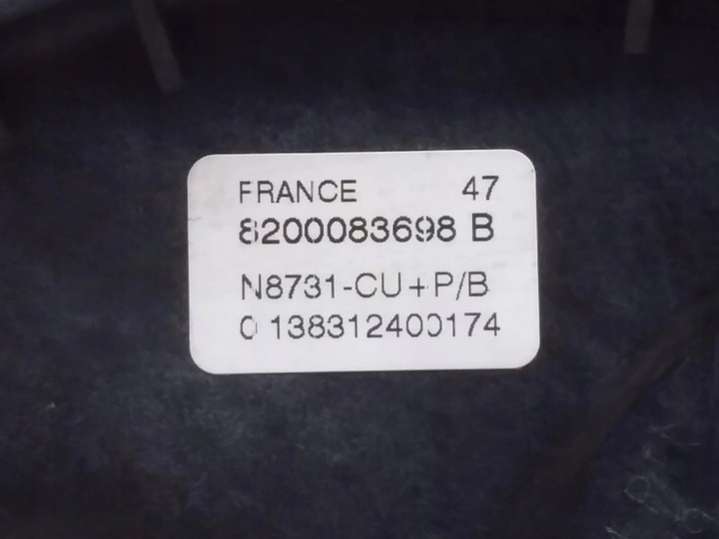 FRANCE 47
8200083698 B
N8731-CU+P/B
0 138312400174